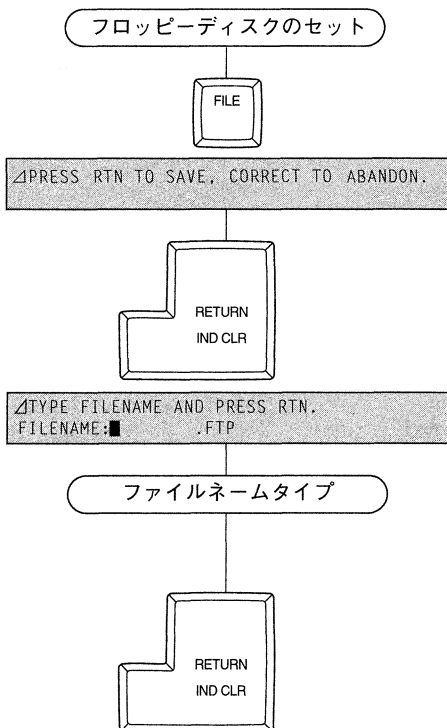 フロッピーディスクのセット
FILE
⊿PRESS RTN TO SAVE, CORRECT TO ABANDON.
RETURN
IND CLR
⊿TYPE FILENAME AND PRESS RTN.
FILENAME:■ .FTP
ファイルネームタイプ
RETURN
IND CLR